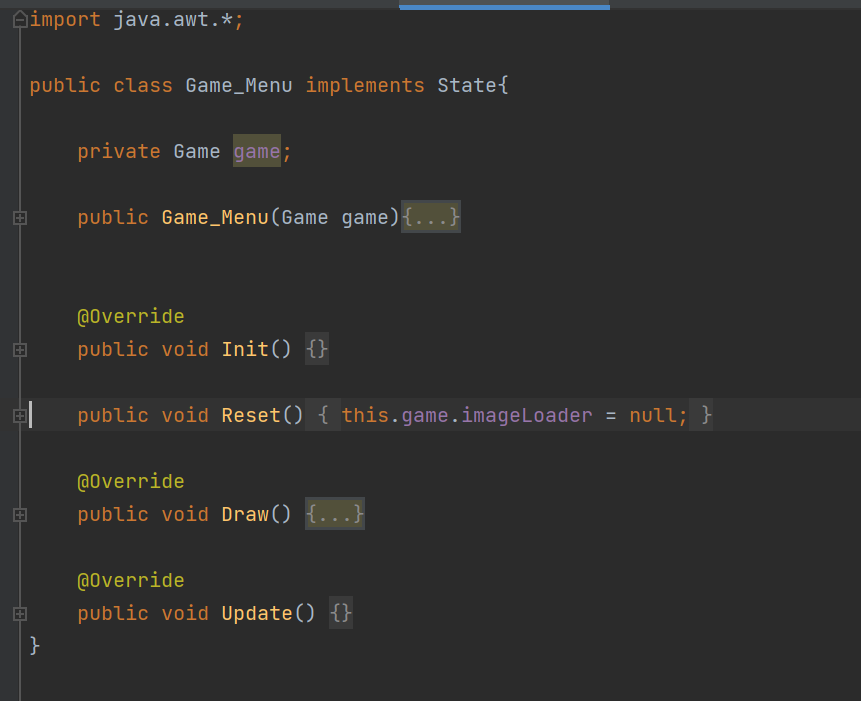 import java.awt.*;
public class Game_Menu implements State{
private Game game;
public Game_Menu(Game game){...}
@Override
public void Init() {}
public void Reset() { this.game.imageLoader = null; }
@Override
public void Draw() {...}
@Override
public void Update() {}
}